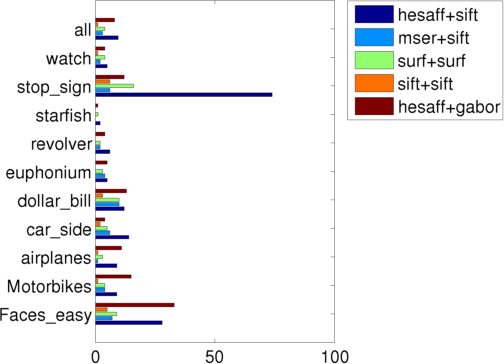 all
watch
stop_sign
starfish
revolver
euphonium
dollar_bill
car_side
airplanes
Motorbikes
Faces_easy
0 50 100
hesaff+sift
mser+sift
surf+surf
sift+sift
hesaff+gabor